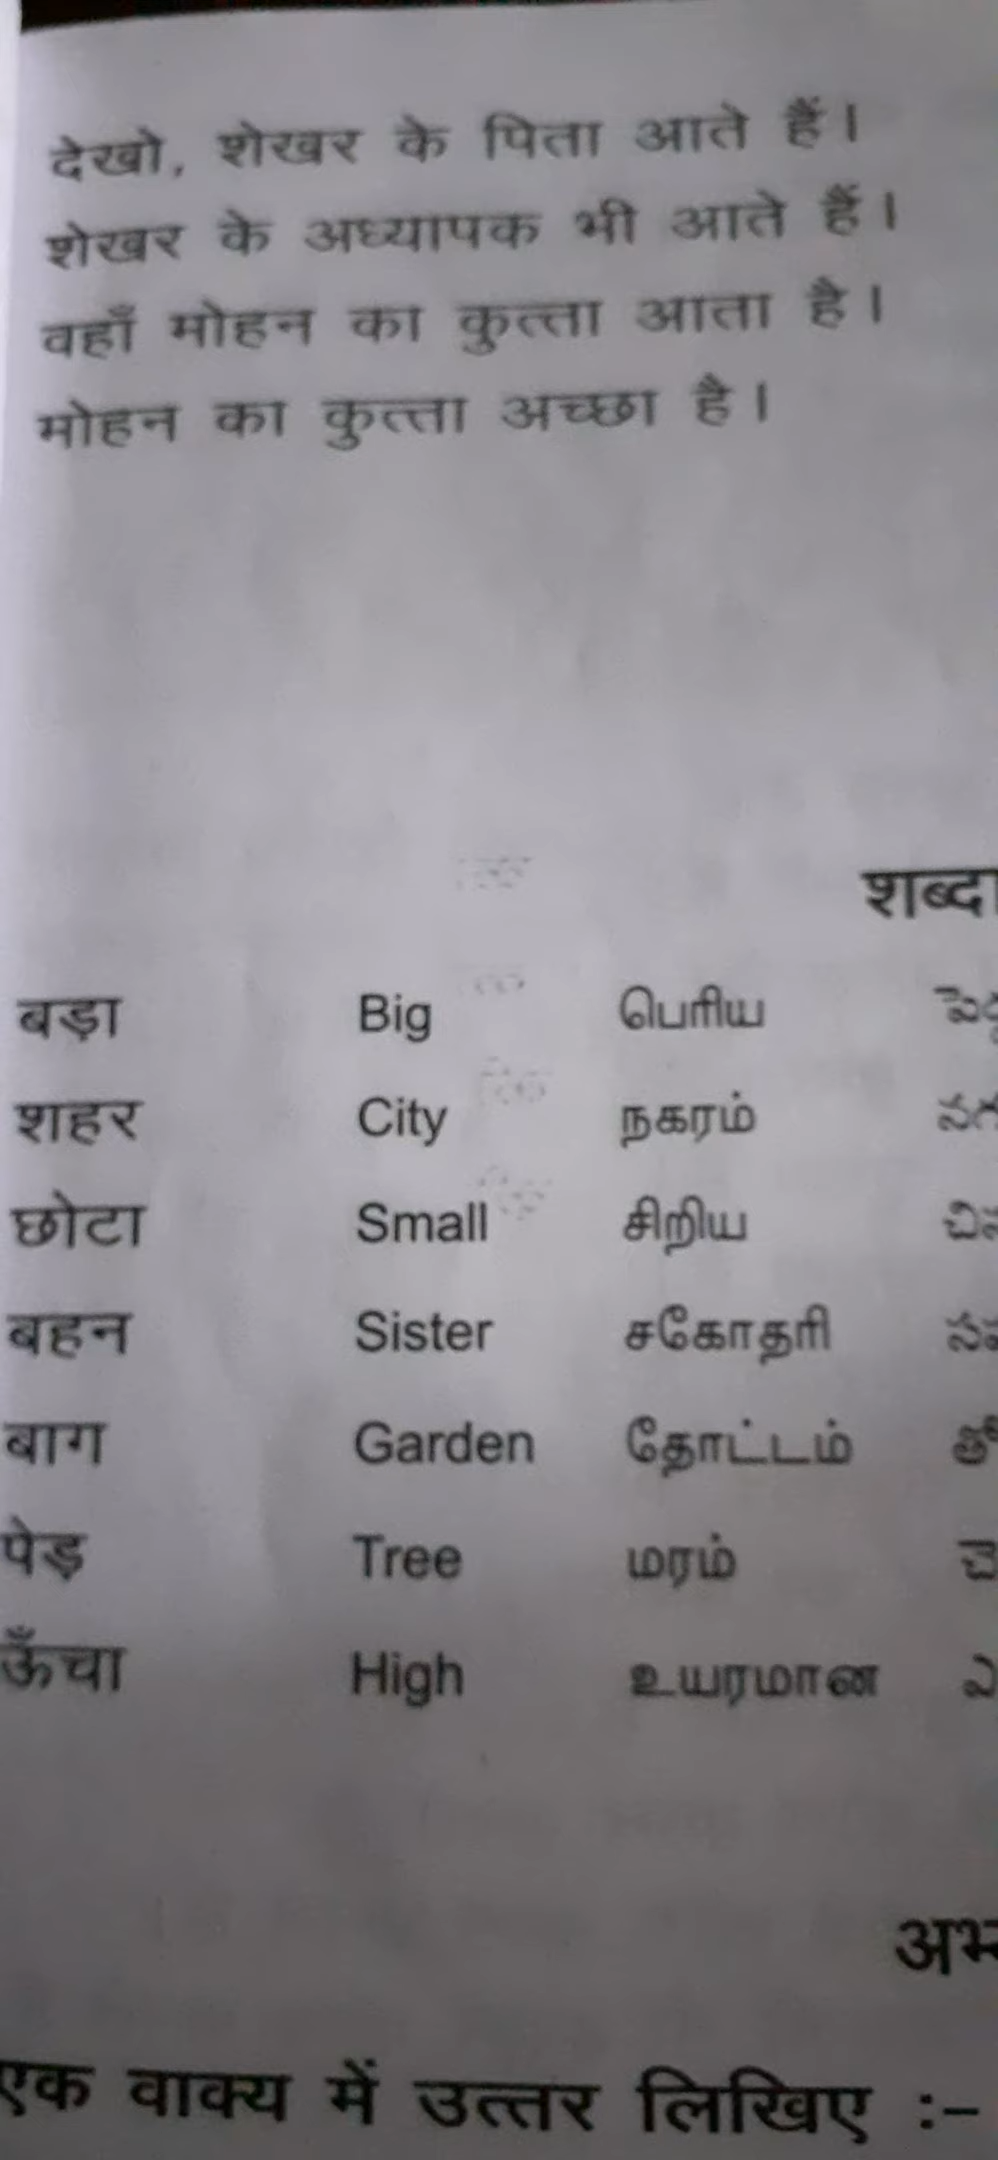 देखो, शेखर के पिता आते हैं।
शेखर के अध्यापक भी आते हैं।
वहाँ मोहन का कुत्ता आता है।
मोहन का कुत्ता अच्छा है।
बड़ा Big பெரிய
शहर City நகரம்
छोटा Small சிறிய
बहन Sister சகோதரி
बाग Garden தோட்டம்
पेड़ Tree மரம்
ऊँचा High உயரமான
एक वाक्य में उत्तर लिखिए :–